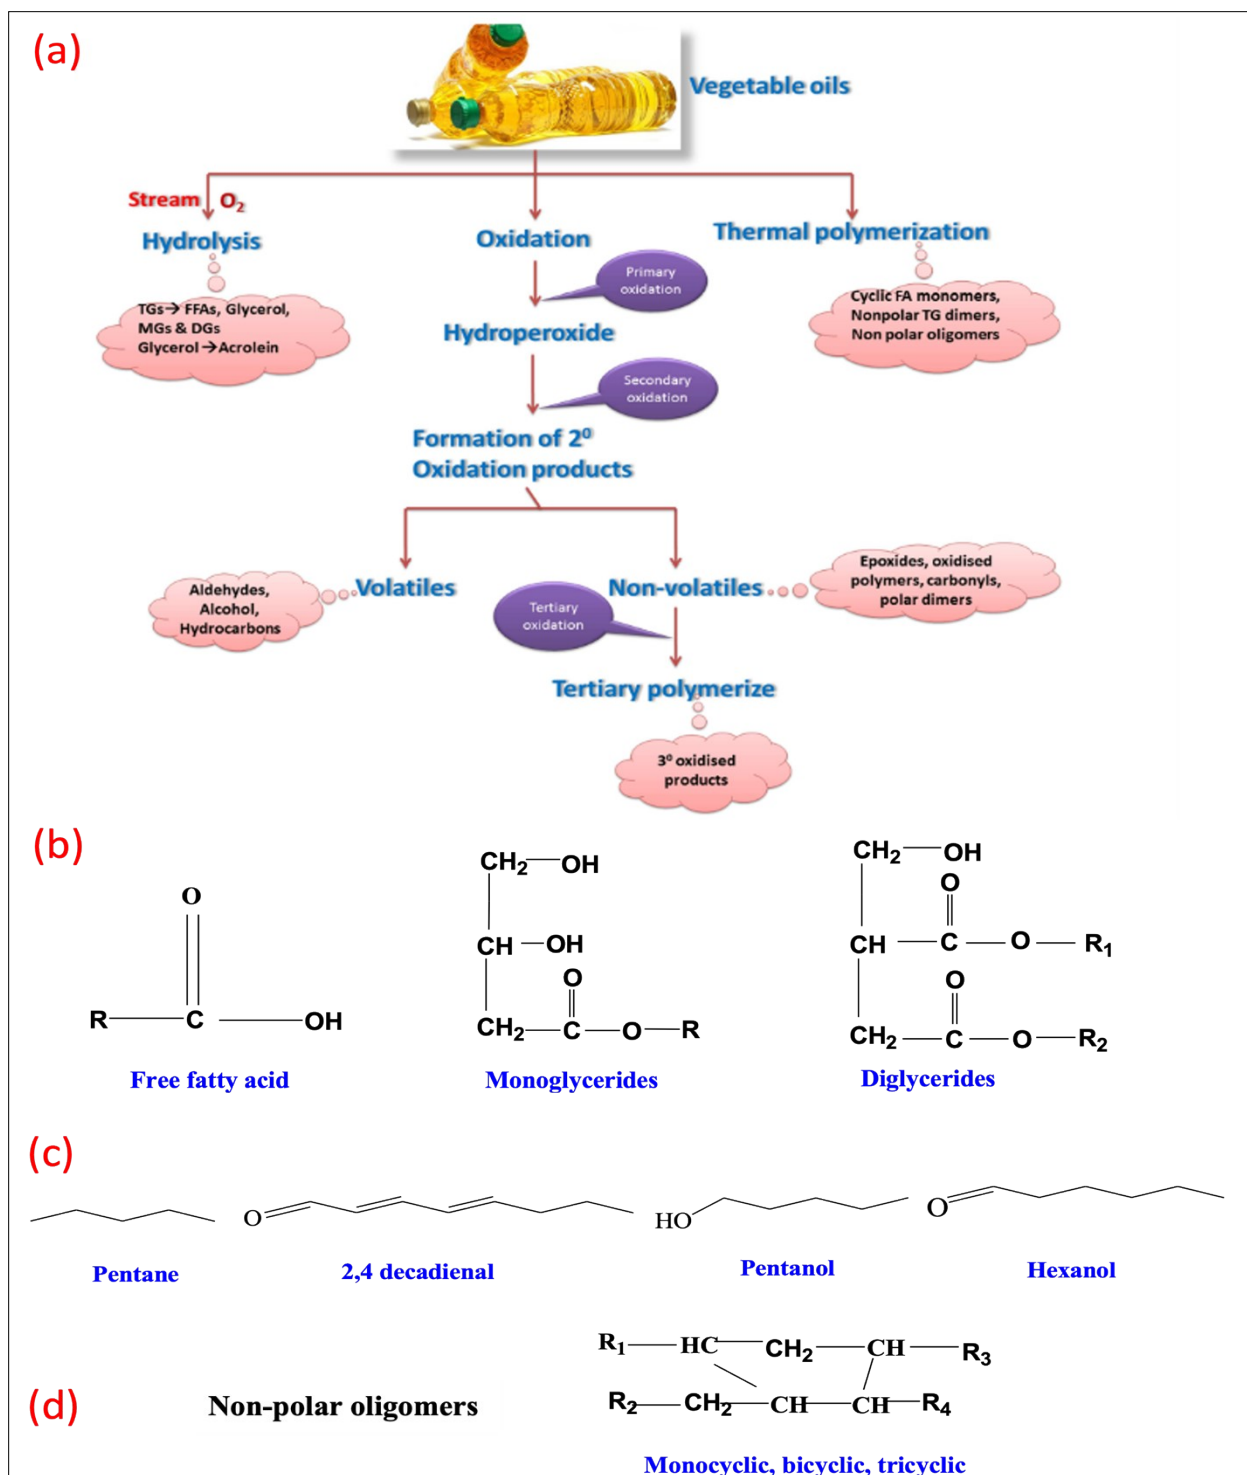 (a)
Vegetable oils
Stream O₂
Hydrolysis
Oxidation
Thermal polymerization
TGs→ FFAs, Glycerol,
MGs & DGs
Glycerol →Acrolein
Primary
oxidation
Cyclic FA monomers,
Nonpolar TG dimers,
Non polar oligomers
Hydroperoxide
Secondary
oxidation
Formation of 2⁰
Oxidation products
Aldehydes,
Alcohol,
Hydrocarbons
Volatiles
Non-volatiles
Epoxides, oxidised
polymers, carbonyls,
polar dimers
Tertiary
oxidation
Tertiary polymerize
3⁰ oxidised
products
(b)
O
R C OH
Free fatty acid
CH₂ OH
CH OH
O
CH₂ C O R
Monoglycerides
CH₂ OH
O
CH C O R₁
O
CH₂ C O R₂
Diglycerides
(c)
Pentane
O
2,4 decadienal
HO
Pentanol
O
Hexanol
(d)
Non-polar oligomers
R₁ HC CH₂ CH R₃
R₂ CH₂ CH CH R₄
Monocyclic, bicyclic, tricyclic